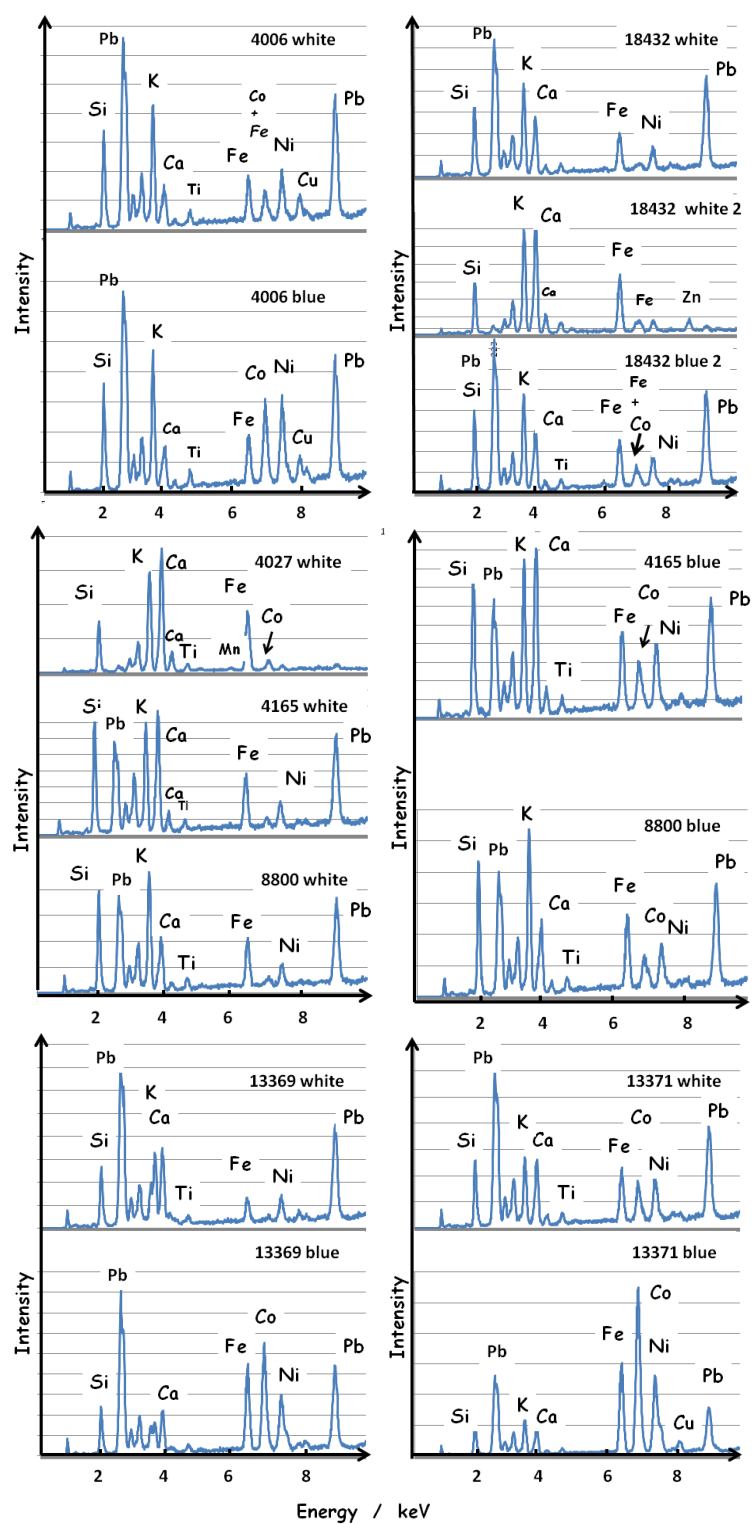 Intensity
4006 white
Pb
Si
K
Ca
Ti
Fe
Co
+
Fe
Ni
Cu
Pb
4006 blue
Pb
Si
K
Ca
Ti
Fe
Co
Ni
Cu
Pb
Intensity
2 4 6 8
18432 white
Pb
Si
K
Ca
Fe
Ni
Pb
18432 white 2
Si
K
Ca
Ca
Fe
Fe
Zn
18432 blue 2
Pb
Si
K
Ca
Ti
Fe
Fe
+
Co
Ni
Pb
Intensity
2 4 6 8
4027 white
Si
K
Ca
Ca
Ti
Mn
Fe
Co
1
4165 white
Si
Pb
K
Ca
Ca
Ti
Fe
Ni
Pb
8800 white
Si
Pb
K
Ca
Ti
Fe
Ni
Pb
Intensity
2 4 6 8
4165 blue
Si
Pb
K
Ca
Ti
Fe
Co
Ni
Pb
8800 blue
Si
Pb
K
Ca
Ti
Fe
Co
Ni
Pb
Intensity
2 4 6 8
13369 white
Pb
Si
K
Ca
Ti
Fe
Ni
Pb
13369 blue
Pb
Si
Ca
Fe
Co
Ni
Pb
Intensity
2 4 6 8
13371 white
Pb
Si
K
Ca
Ti
Fe
Co
Ni
Pb
13371 blue
Pb
Si
K
Ca
Fe
Co
Ni
Cu
Pb
Intensity
2 4 6 8
Energy / keV